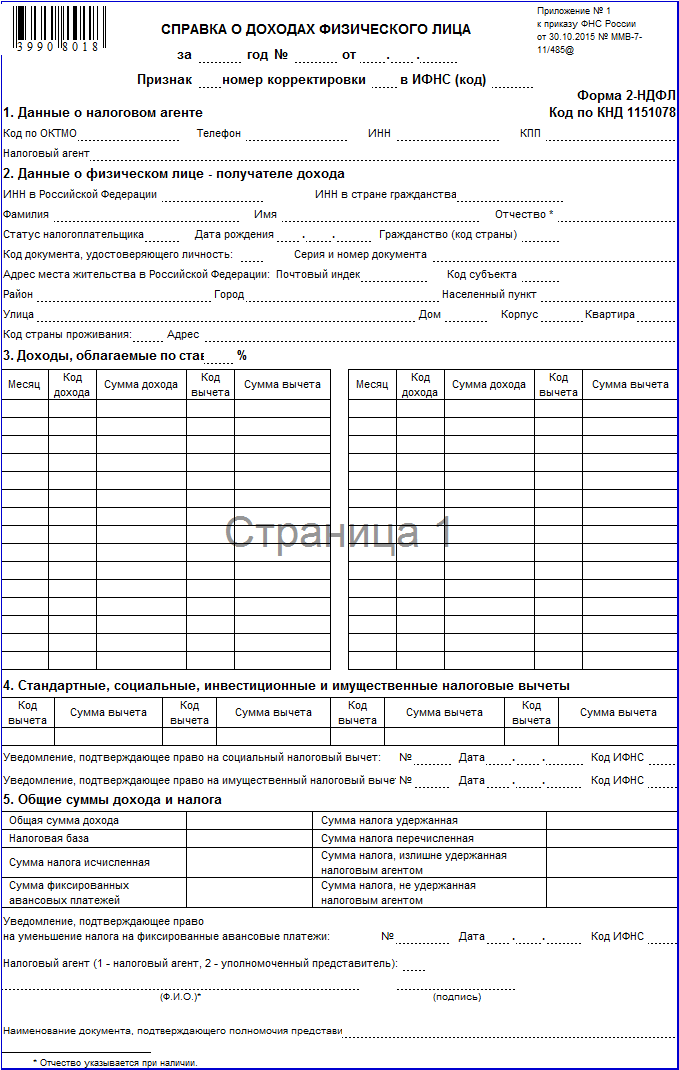 3990 8018
СПРАВКА О ДОХОДАХ ФИЗИЧЕСКОГО ЛИЦА
Приложение № 1
к приказу ФНС России
от 30.10.2015 № ММВ-7-
11/485@
за год № от . .
Признак номер корректировки в ИФНС (код)
Форма 2-НДФЛ
1. Данные о налоговом агенте Код по КНД 1151078
Код по ОКТМО Телефон ИНН КПП
Налоговый агент
2. Данные о физическом лице - получателе дохода
ИНН в Российской Федерации ИНН в стране гражданства
Фамилия Имя Отчество *
Статус налогоплательщика Дата рождения . . Гражданство (код страны)
Код документа, удостоверяющего личность: Серия и номер документа
Адрес места жительства в Российской Федерации: Почтовый индек Код субъекта
Район Город Населенный пункт
Улица Дом Корпус Квартира
Код страны проживания: Адрес
3. Доходы, облагаемые по став %
Месяц Код дохода Сумма дохода Код вычета Сумма вычета Месяц Код дохода Сумма дохода Код вычета Сумма вычета
Страница 1
4. Стандартные, социальные, инвестиционные и имущественные налоговые вычеты
Код вычета Сумма вычета Код вычета Сумма вычета Код вычета Сумма вычета Код вычета Сумма вычета
Уведомление, подтверждающее право на социальный налоговый вычет: № Дата . . Код ИФНС
Уведомление, подтверждающее право на имущественный налоговый вычет № Дата . . Код ИФНС
5. Общие суммы дохода и налога
Общая сумма дохода Сумма налога удержанная
Налоговая база Сумма налога перечисленная
Сумма налога исчисленная Сумма налога, излишне удержанная налоговым агентом
Сумма фиксированных авансовых платежей Сумма налога, не удержанная налоговым агентом
Уведомление, подтверждающее право
на уменьшение налога на фиксированные авансовые платежи: № Дата . . Код ИФНС
Налоговый агент (1 - налоговый агент, 2 - уполномоченный представитель):
(Ф.И.О.)* (подпись)
Наименование документа, подтверждающего полномочия представи
* Отчество указывается при наличии.